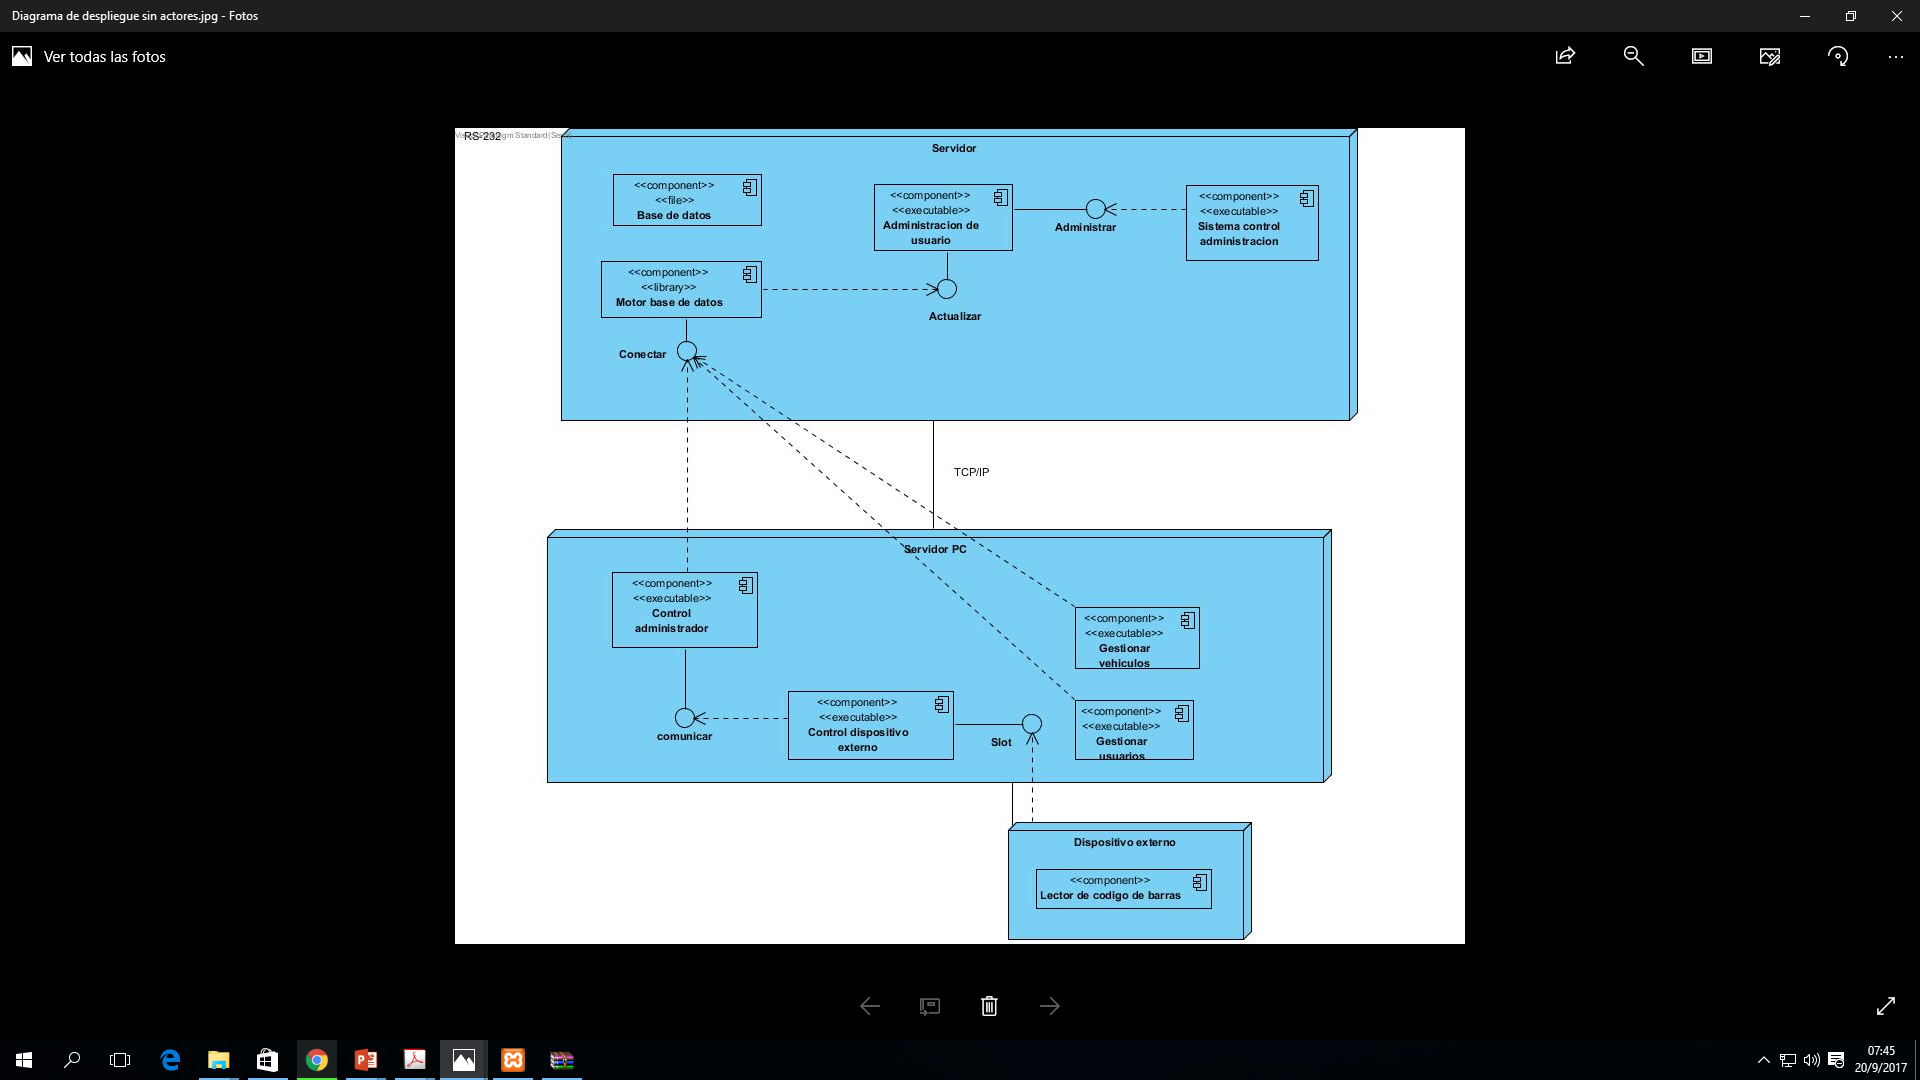 Diagrama de despliegue sin actores.jpg - Fotos
Ver todas las fotos
RS-232
Servidor
<<component>>
<<file>>
Base de datos
<<component>>
<<executable>>
Administracion de
usuario
Administrar
<<component>>
<<executable>>
Sistema control
administracion
<<component>>
<<library>>
Motor base de datos
Actualizar
Conectar
TCP/IP
Servidor PC
<<component>>
<<executable>>
Control
administrador
<<component>>
<<executable>>
Gestionar
vehiculos
comunicar
<<component>>
<<executable>>
Control dispositivo
externo
Slot
<<component>>
<<executable>>
Gestionar
usuarios
Dispositivo externo
<<component>>
Lector de codigo de barras
07:45
20/9/2017